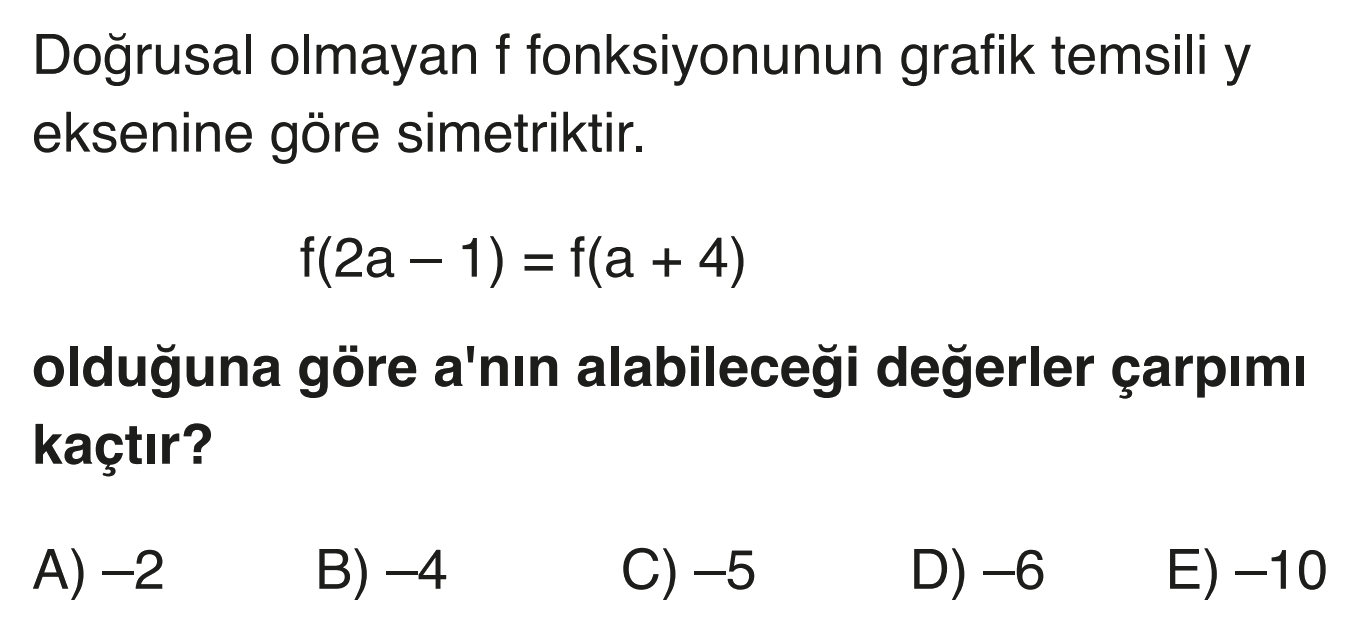 Doğrusal olmayan f fonksiyonunun grafik temsili y
eksenine göre simetriktir.
f(2a – 1) = f(a + 4)
olduğuna göre a'nın alabileceği değerler çarpımı
kaçtır?
A) –2 B) –4 C) –5 D) –6 E) –10